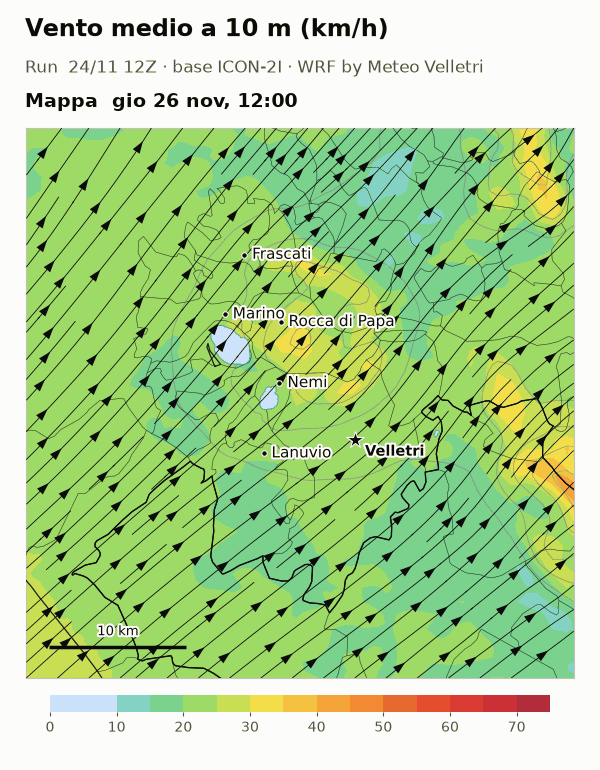 Vento medio a 10 m (km/h)
Run  24/11 12Z · base ICON-2I · WRF by Meteo Velletri
Mappa  gio 26 nov, 12:00
Frascati
Marino
Rocca di Papa
Nemi
Velletri
Lanuvio
10 km
0 10 20 30 40 50 60 70